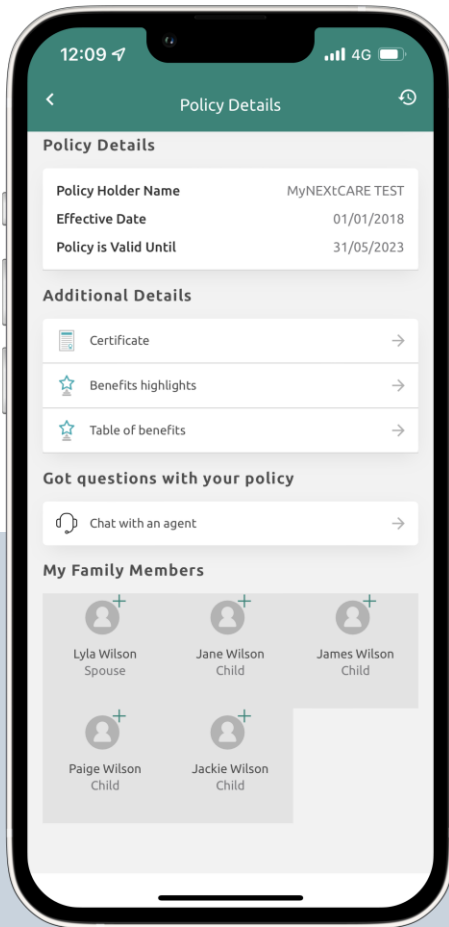 12:09
4G
Policy Details
Policy Details
Policy Holder Name MyNEXtCARE TEST
Effective Date 01/01/2018
Policy is Valid Until 31/05/2023
Additional Details
Certificate
Benefits highlights
Table of benefits
Got questions with your policy
Chat with an agent
My Family Members
Lyla Wilson Jane Wilson James Wilson
Spouse Child Child
Paige Wilson Jackie Wilson
Child Child